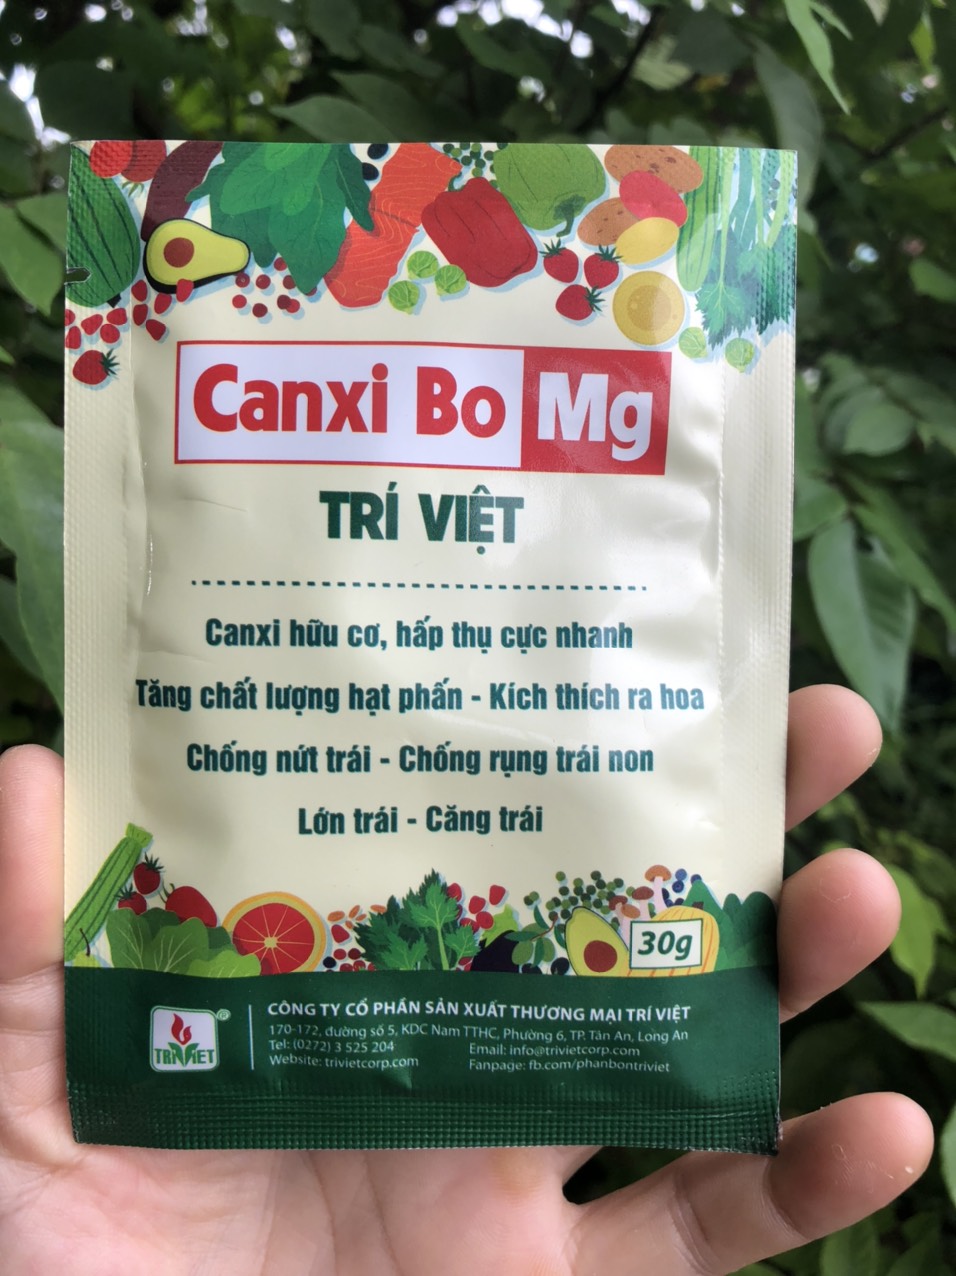 Canxi Bo Mg
TRÍ VIỆT
Canxi hữu cơ, hấp thụ cực nhanh
Tăng chất lượng hạt phấn - Kích thích ra hoa
Chống nứt trái - Chống rụng trái non
Lớn trái - Căng trái
30g
TRIVIET ®
CÔNG TY CỔ PHẦN SẢN XUẤT THƯƠNG MẠI TRÍ VIỆT
170-172, đường số 5, KDC Nam TTHC, Phường 6, TP. Tân An, Long An
Tel: (0272) 3 525 204 Email: info@trivietcorp.com
Website: trivietcorp.com Fanpage: fb.com/phanbontriviet